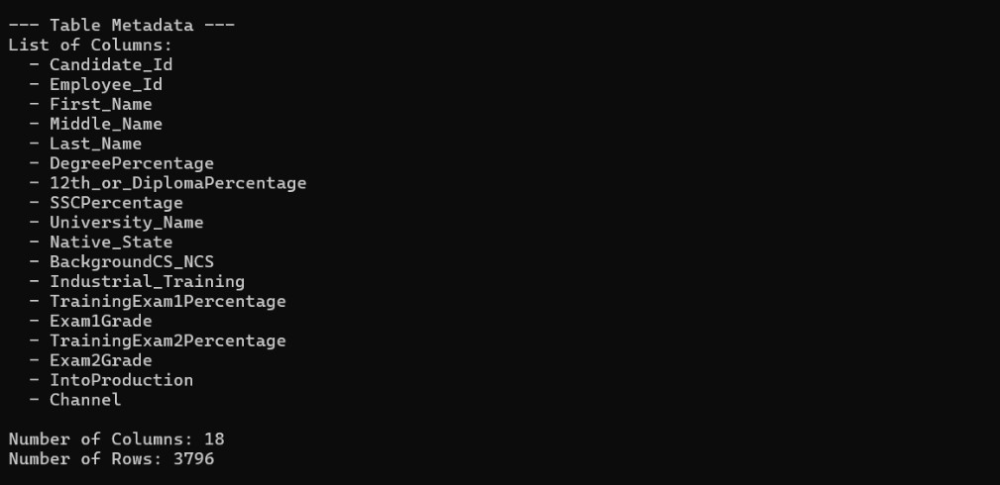 --- Table Metadata ---
List of Columns:
  - Candidate_Id
  - Employee_Id
  - First_Name
  - Middle_Name
  - Last_Name
  - DegreePercentage
  - 12th_or_DiplomaPercentage
  - SSCPercentage
  - University_Name
  - Native_State
  - BackgroundCS_NCS
  - Industrial_Training
  - TrainingExam1Percentage
  - Exam1Grade
  - TrainingExam2Percentage
  - Exam2Grade
  - IntoProduction
  - Channel

Number of Columns: 18
Number of Rows: 3796